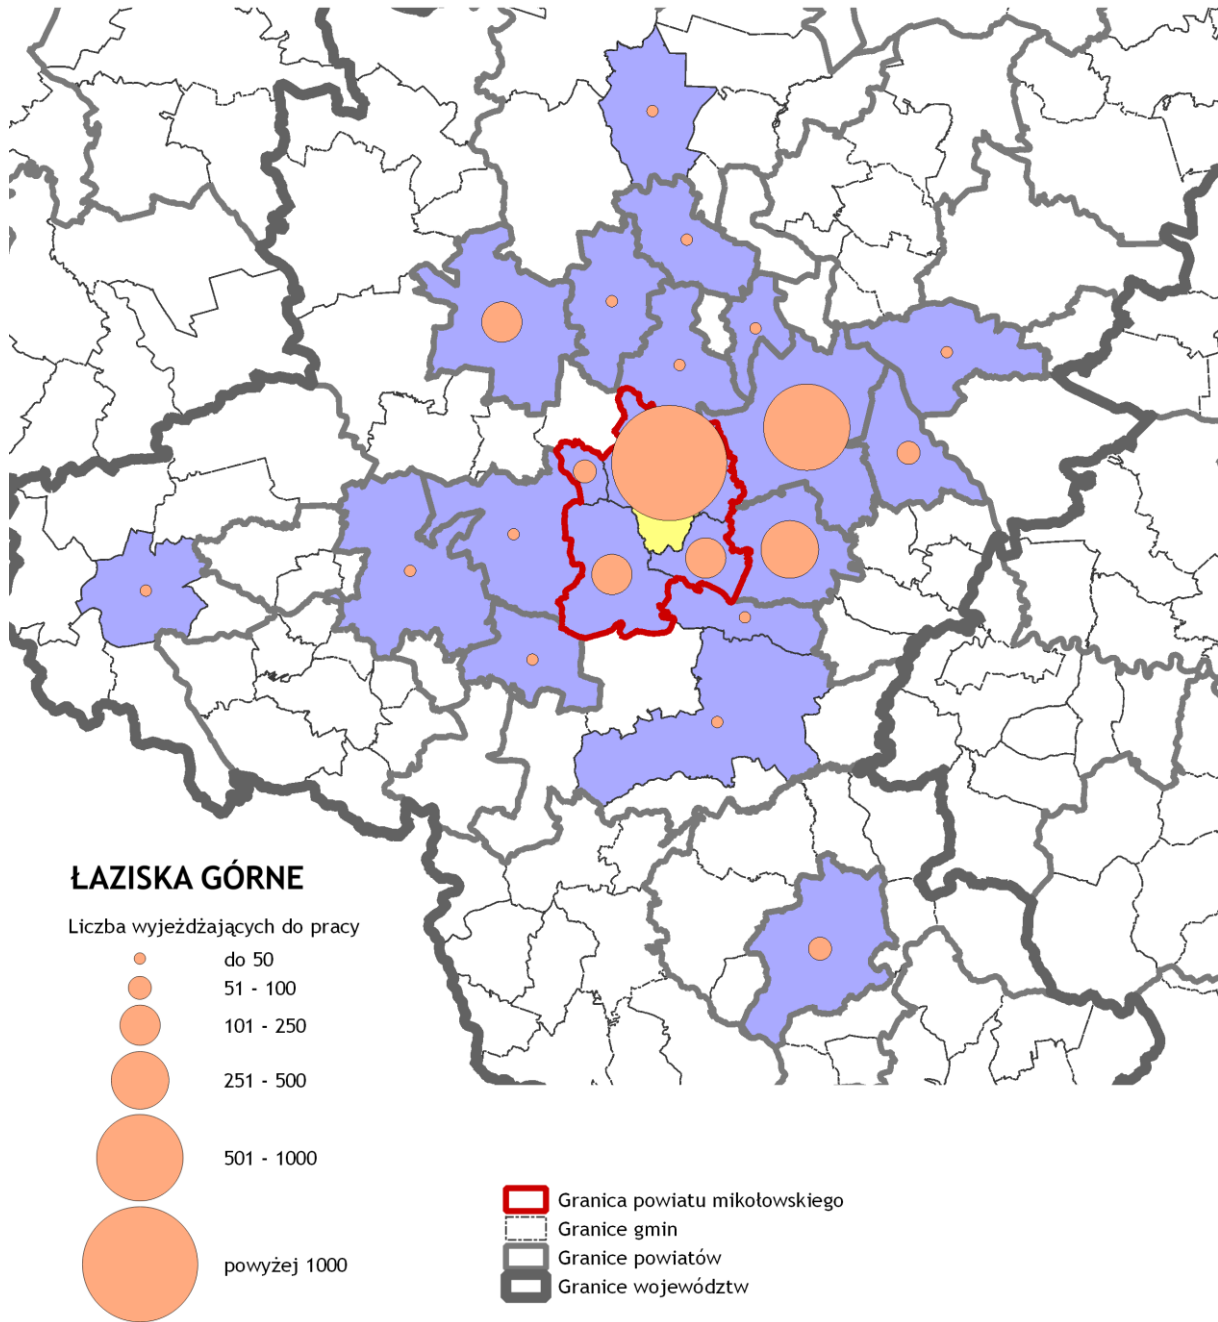 ŁAZISKA GÓRNE
Liczba wyjeżdżających do pracy
do 50
51 - 100
101 - 250
251 - 500
501 - 1000
powyżej 1000
Granica powiatu mikołowskiego
Granice gmin
Granice powiatów
Granice województw